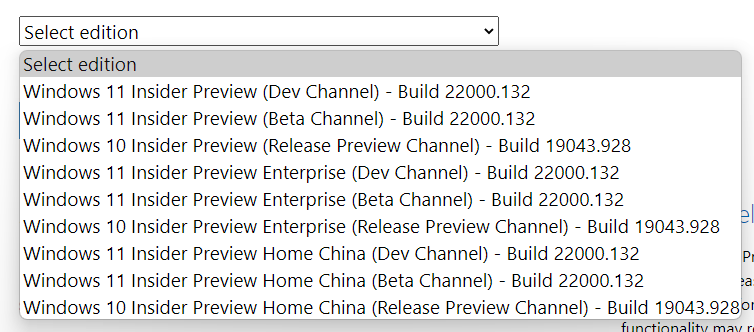 Select edition
Select edition
Windows 11 Insider Preview (Dev Channel) - Build 22000.132
Windows 11 Insider Preview (Beta Channel) - Build 22000.132
Windows 10 Insider Preview (Release Preview Channel) - Build 19043.928
Windows 11 Insider Preview Enterprise (Dev Channel) - Build 22000.132
Windows 11 Insider Preview Enterprise (Beta Channel) - Build 22000.132
Windows 10 Insider Preview Enterprise (Release Preview Channel) - Build 19043.928
Windows 11 Insider Preview Home China (Dev Channel) - Build 22000.132
Windows 11 Insider Preview Home China (Beta Channel) - Build 22000.132
Windows 10 Insider Preview Home China (Release Preview Channel) - Build 19043.928
functionality may